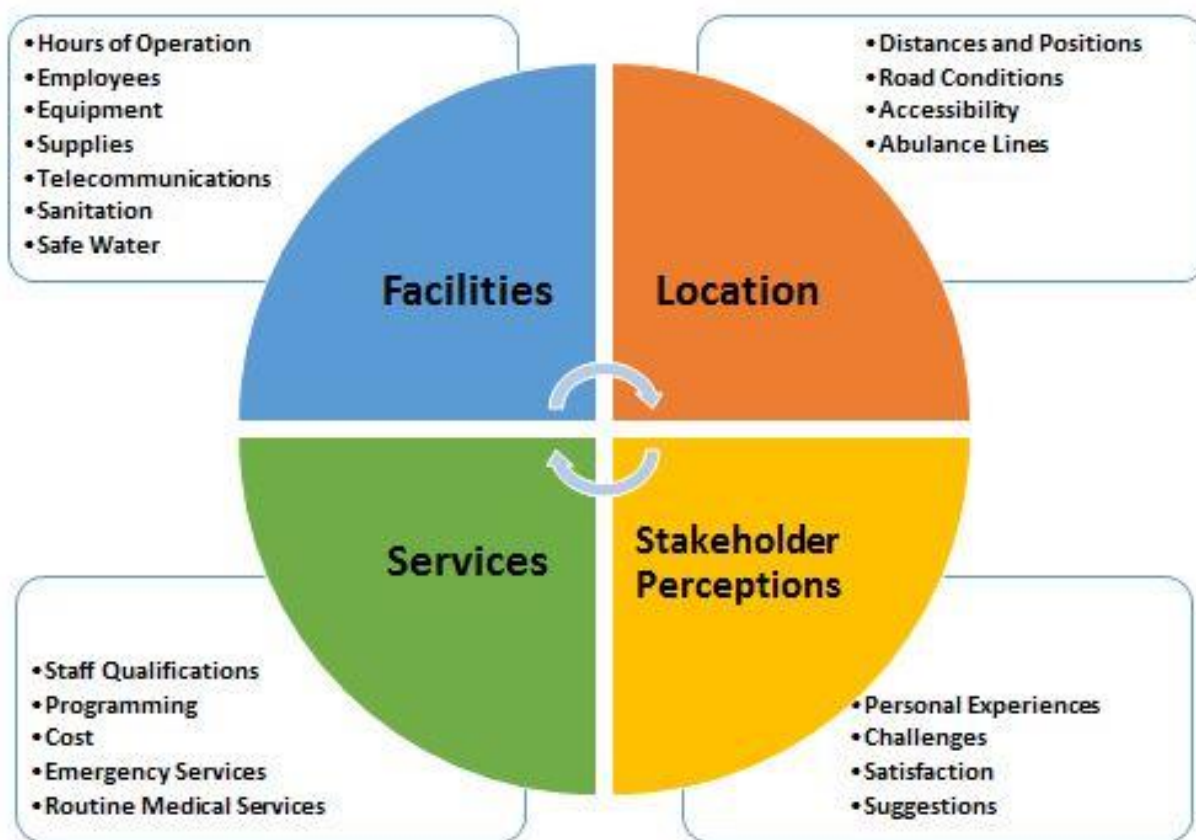 •Hours of Operation
•Employees
•Equipment
•Supplies
•Telecommunications
•Sanitation
•Safe Water
•Distances and Positions
•Road Conditions
•Accessibility
•Abulance Lines
Facilities
Location
Services
Stakeholder
Perceptions
•Staff Qualifications
•Programming
•Cost
•Emergency Services
•Routine Medical Services
•Personal Experiences
•Challenges
•Satisfaction
•Suggestions